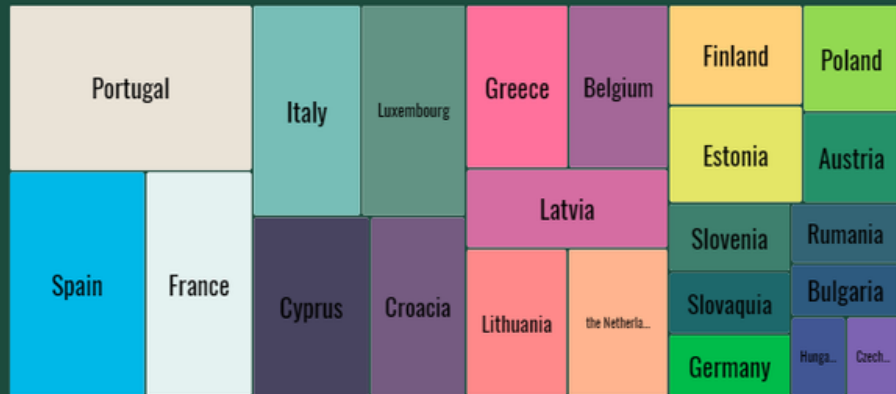 Portugal
Italy
Luxembourg
Greece
Belgium
Finland
Poland
Estonia
Austria
Latvia
Spain
France
Cyprus
Croacia
Lithuania
the Netherla...
Slovenia
Rumania
Slovaquia
Bulgaria
Germany
Hunga...
Czech...